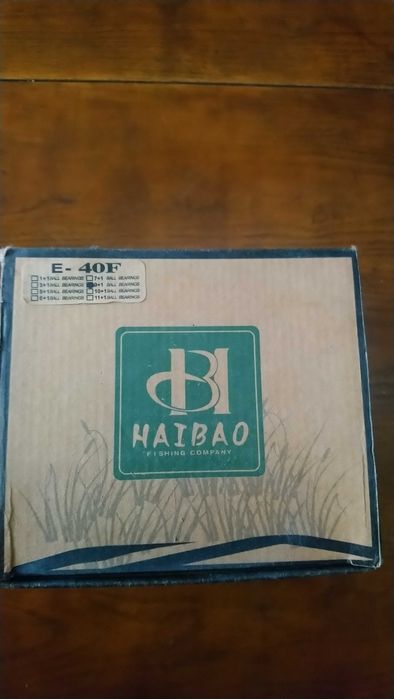 E- 40F
1+1 BALL BEARINGS 7+1 BALL BEARINGS
3+1 BALL BEARINGS 9+1 BALL BEARINGS
5+1 BALL BEARINGS 10+1 BALL BEARINGS
6+1 BALL BEARINGS 11+1 BALL BEARINGS
HAIBAO
FISHING COMPANY